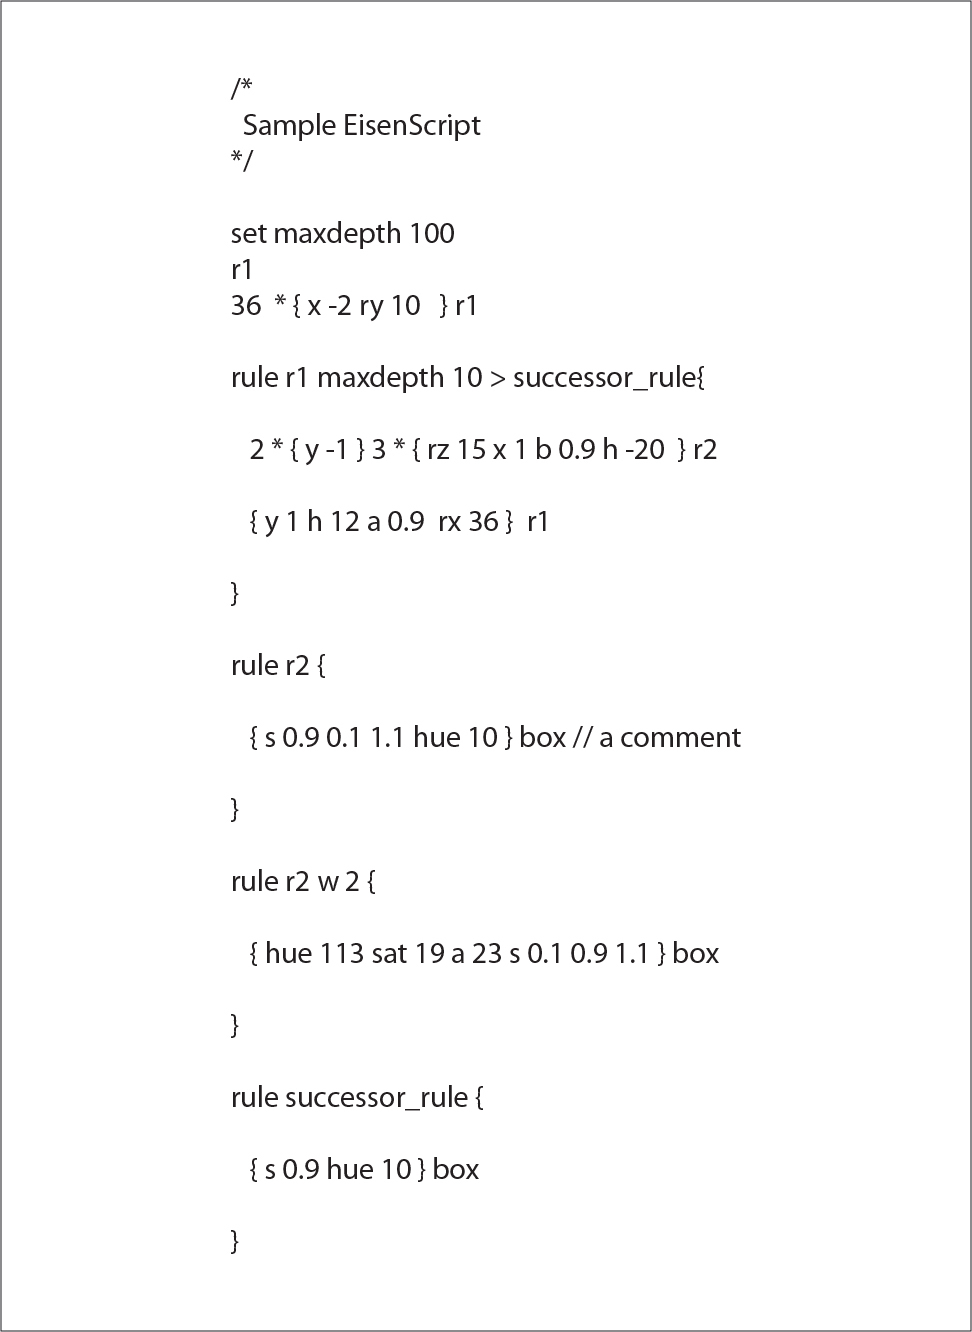 /*
Sample EisenScript
*/
set maxdepth 100
r1
36  * { x -2 ry 10   } r1
rule r1 maxdepth 10 > successor_rule{
2 * { y -1 } 3 * { rz 15 x 1 b 0.9 h -20  } r2
{ y 1 h 12 a 0.9  rx 36 }  r1
}
rule r2 {
{ s 0.9 0.1 1.1 hue 10 } box // a comment
}
rule r2 w 2 {
{ hue 113 sat 19 a 23 s 0.1 0.9 1.1 } box
}
rule successor_rule {
{ s 0.9 hue 10 } box
}